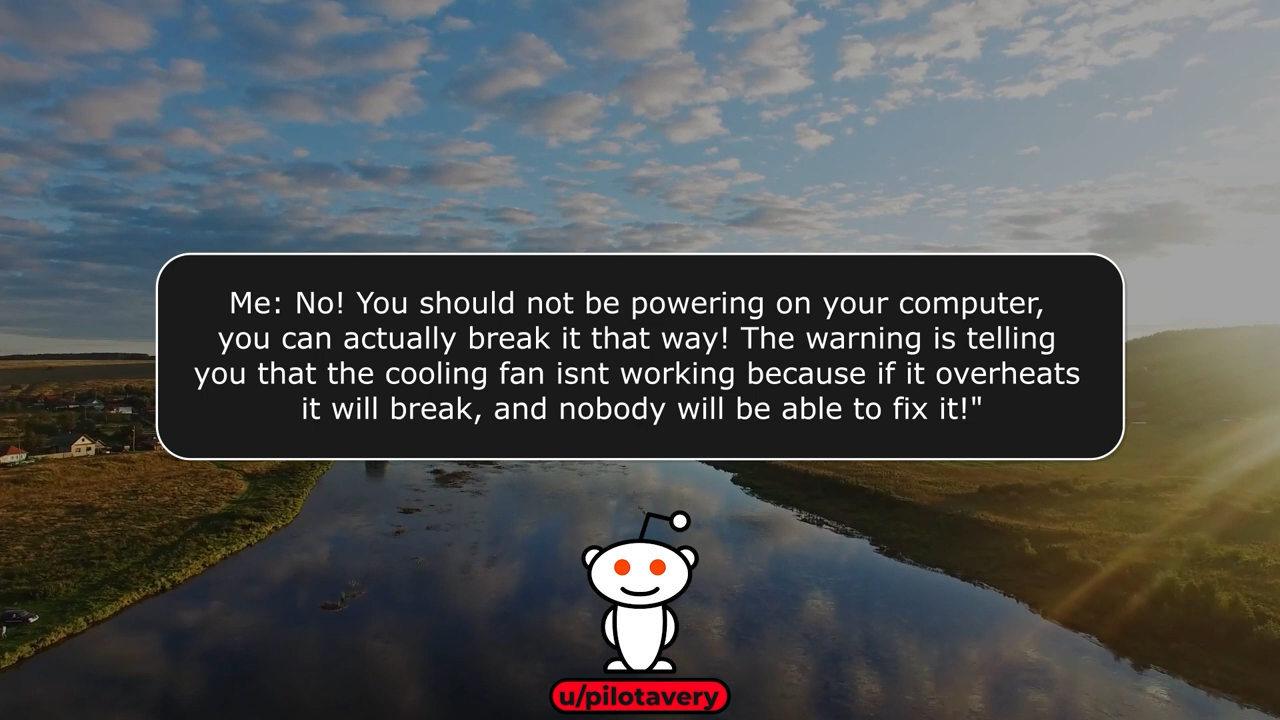 Me: No! You should not be powering on your computer,
you can actually break it that way! The warning is telling
you that the cooling fan isnt working because if it overheats
it will break, and nobody will be able to fix it!"
u/pilotavery